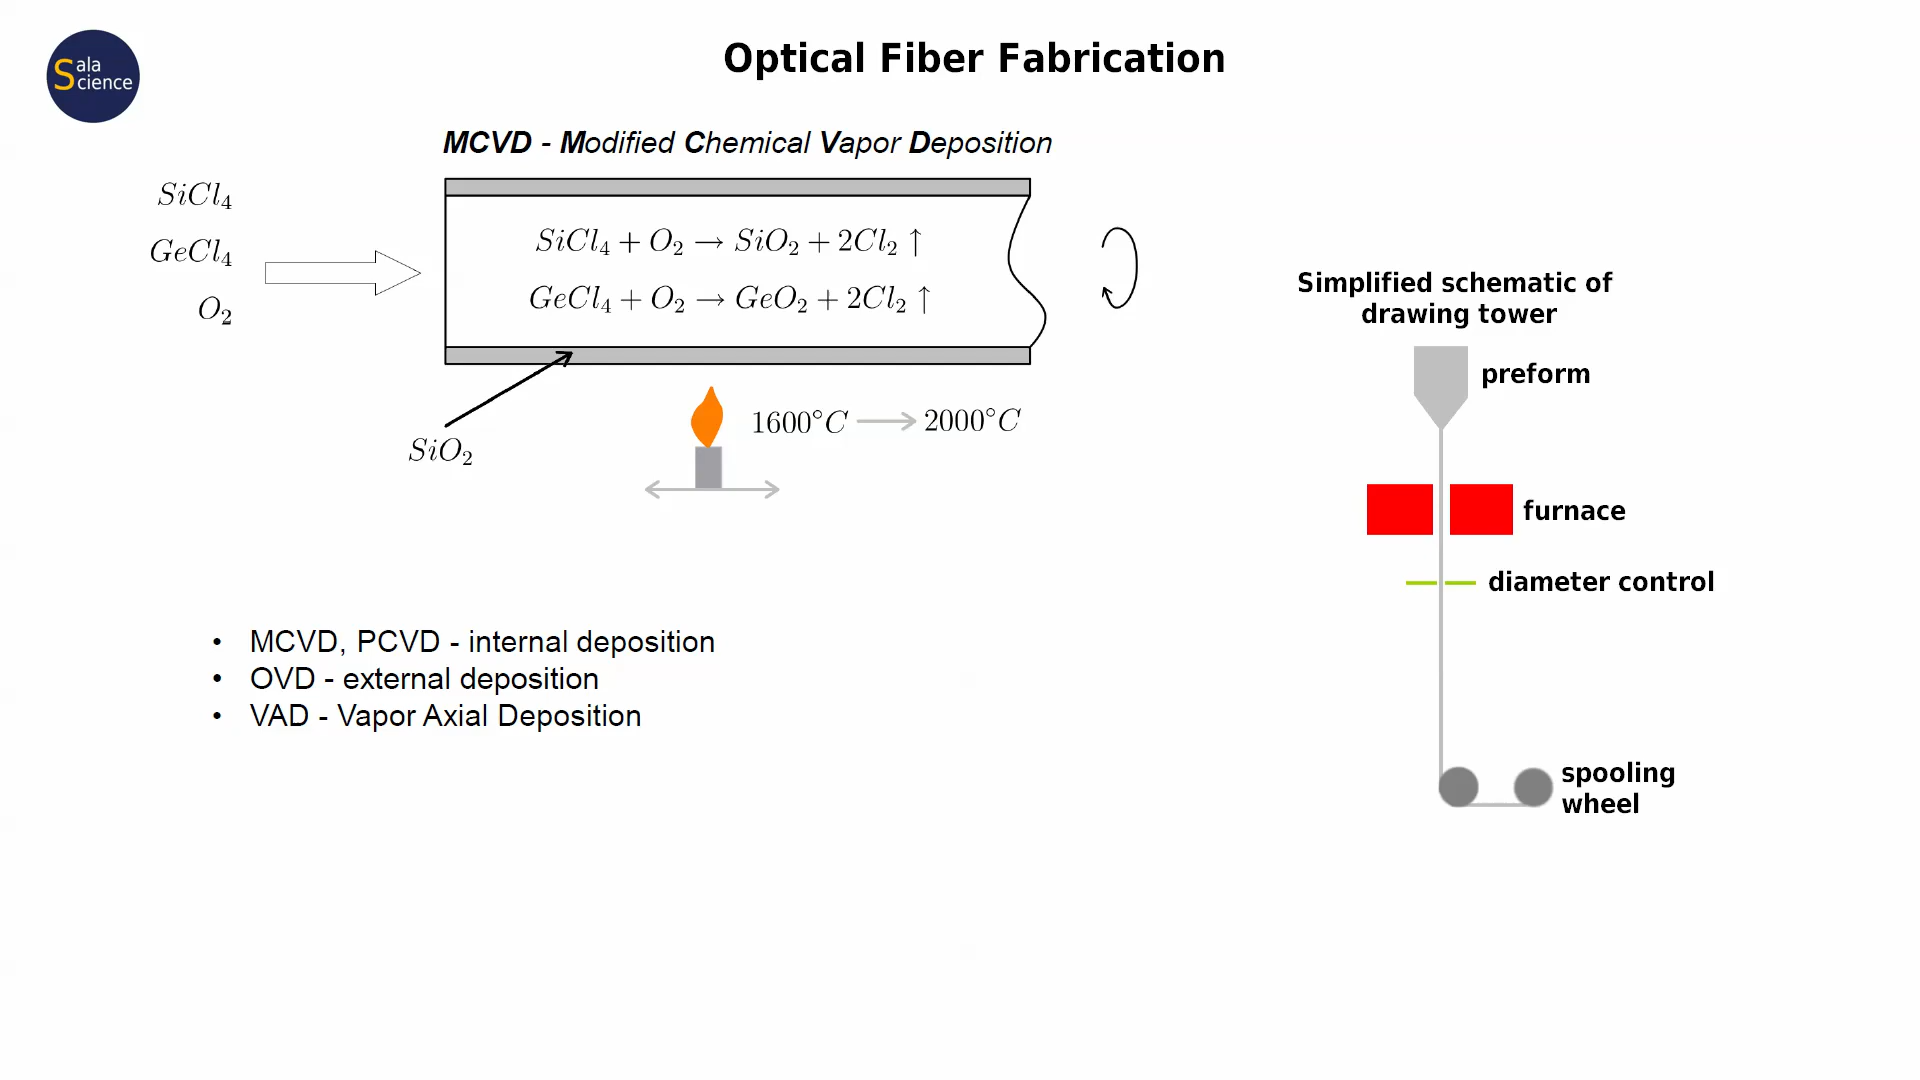 Sala
Science
Optical Fiber Fabrication
MCVD - Modified Chemical Vapor Deposition
SiCl₄
GeCl₄
O₂
SiCl₄ + O₂ → SiO₂ + 2Cl₂ ↑
GeCl₄ + O₂ → GeO₂ + 2Cl₂ ↑
SiO₂
1600°C → 2000°C
• MCVD, PCVD - internal deposition
• OVD - external deposition
• VAD - Vapor Axial Deposition
Simplified schematic of
drawing tower
preform
furnace
diameter control
spooling
wheel